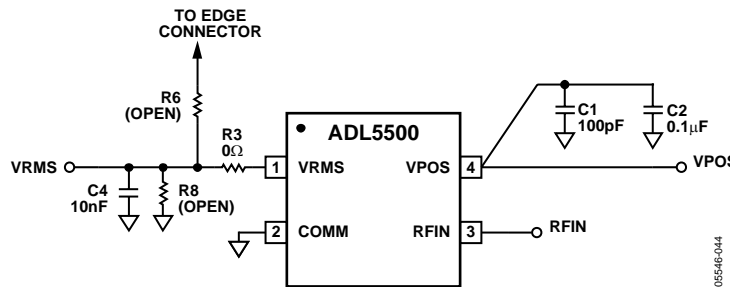 TO EDGE
CONNECTOR
R6
(OPEN)
R3
0Ω
ADL5500
C1
100pF
C2
0.1µF
VRMS
1
VRMS
VPOS
4
VPOS
C4
10nF
R8
(OPEN)
2
COMM
RFIN
3
RFIN
05546-044